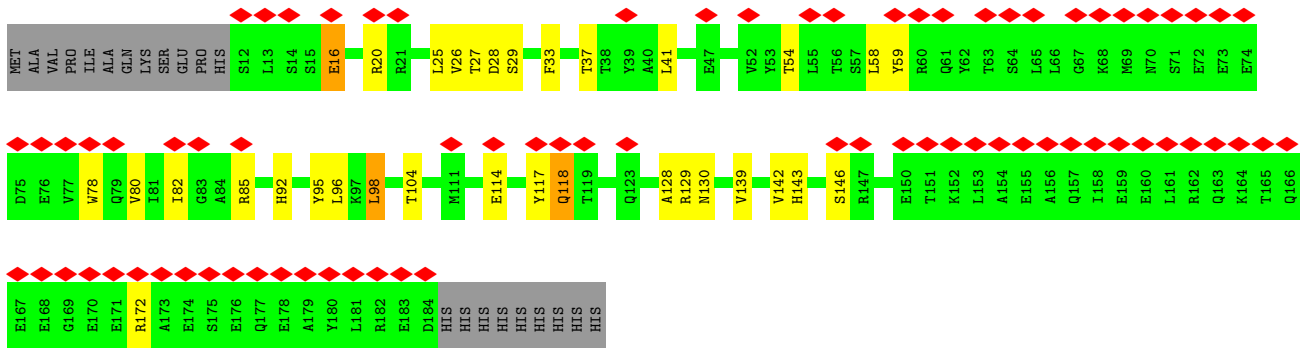 MET ALA VAL PRO ILE ALA GLN LYS SER GLU PRO HIS S12 L13 S14 S15 E16 R20 R21 L25 V26 T27 D28 S29 F33 T37 T38 Y39 A40 L41 E47 V52 Y53 T54 L55 T56 S57 L58 Y59 R60 Q61 Y62 T63 S64 L65 L66 G67 K68 M69 N70 S71 E72 E73 E74
D75 E76 V77 W78 Q79 V80 I81 I82 G83 A84 R85 H92 Y95 L96 K97 L98 T104 M111 E114 Y117 Q118 T119 Q123 A128 R129 N130 V139 V142 H143 S146 R147 E150 T151 K152 L153 A154 E155 A156 Q157 I158 E159 E160 L161 R162 Q163 K164 T165 Q166
E167 E168 G169 E170 E171 R172 A173 E174 S175 E176 Q177 E178 A179 Y180 L181 R182 E183 D184 HIS HIS HIS HIS HIS HIS HIS HIS